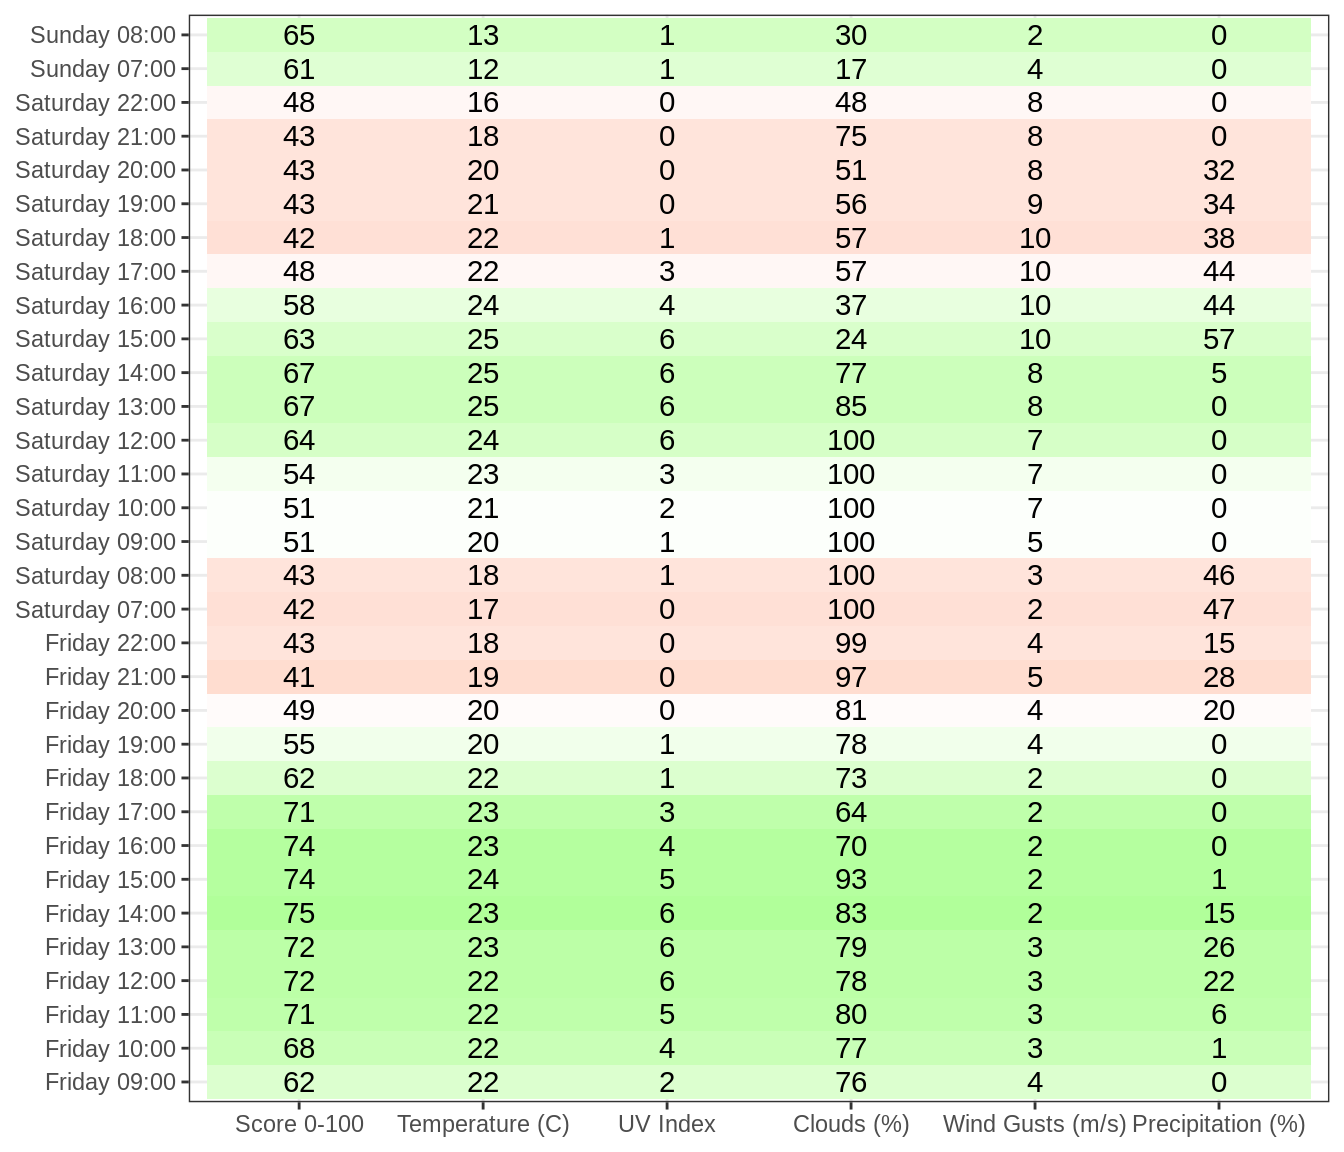 Sunday 08:00 65 13 1 30 2 0
Sunday 07:00 61 12 1 17 4 0
Saturday 22:00 48 16 0 48 8 0
Saturday 21:00 43 18 0 75 8 0
Saturday 20:00 43 20 0 51 8 32
Saturday 19:00 43 21 0 56 9 34
Saturday 18:00 42 22 1 57 10 38
Saturday 17:00 48 22 3 57 10 44
Saturday 16:00 58 24 4 37 10 44
Saturday 15:00 63 25 6 24 10 57
Saturday 14:00 67 25 6 77 8 5
Saturday 13:00 67 25 6 85 8 0
Saturday 12:00 64 24 6 100 7 0
Saturday 11:00 54 23 3 100 7 0
Saturday 10:00 51 21 2 100 7 0
Saturday 09:00 51 20 1 100 5 0
Saturday 08:00 43 18 1 100 3 46
Saturday 07:00 42 17 0 100 2 47
Friday 22:00 43 18 0 99 4 15
Friday 21:00 41 19 0 97 5 28
Friday 20:00 49 20 0 81 4 20
Friday 19:00 55 20 1 78 4 0
Friday 18:00 62 22 1 73 2 0
Friday 17:00 71 23 3 64 2 0
Friday 16:00 74 23 4 70 2 0
Friday 15:00 74 24 5 93 2 1
Friday 14:00 75 23 6 83 2 15
Friday 13:00 72 23 6 79 3 26
Friday 12:00 72 22 6 78 3 22
Friday 11:00 71 22 5 80 3 6
Friday 10:00 68 22 4 77 3 1
Friday 09:00 62 22 2 76 4 0
Score 0-100 Temperature (C) UV Index Clouds (%) Wind Gusts (m/s) Precipitation (%)